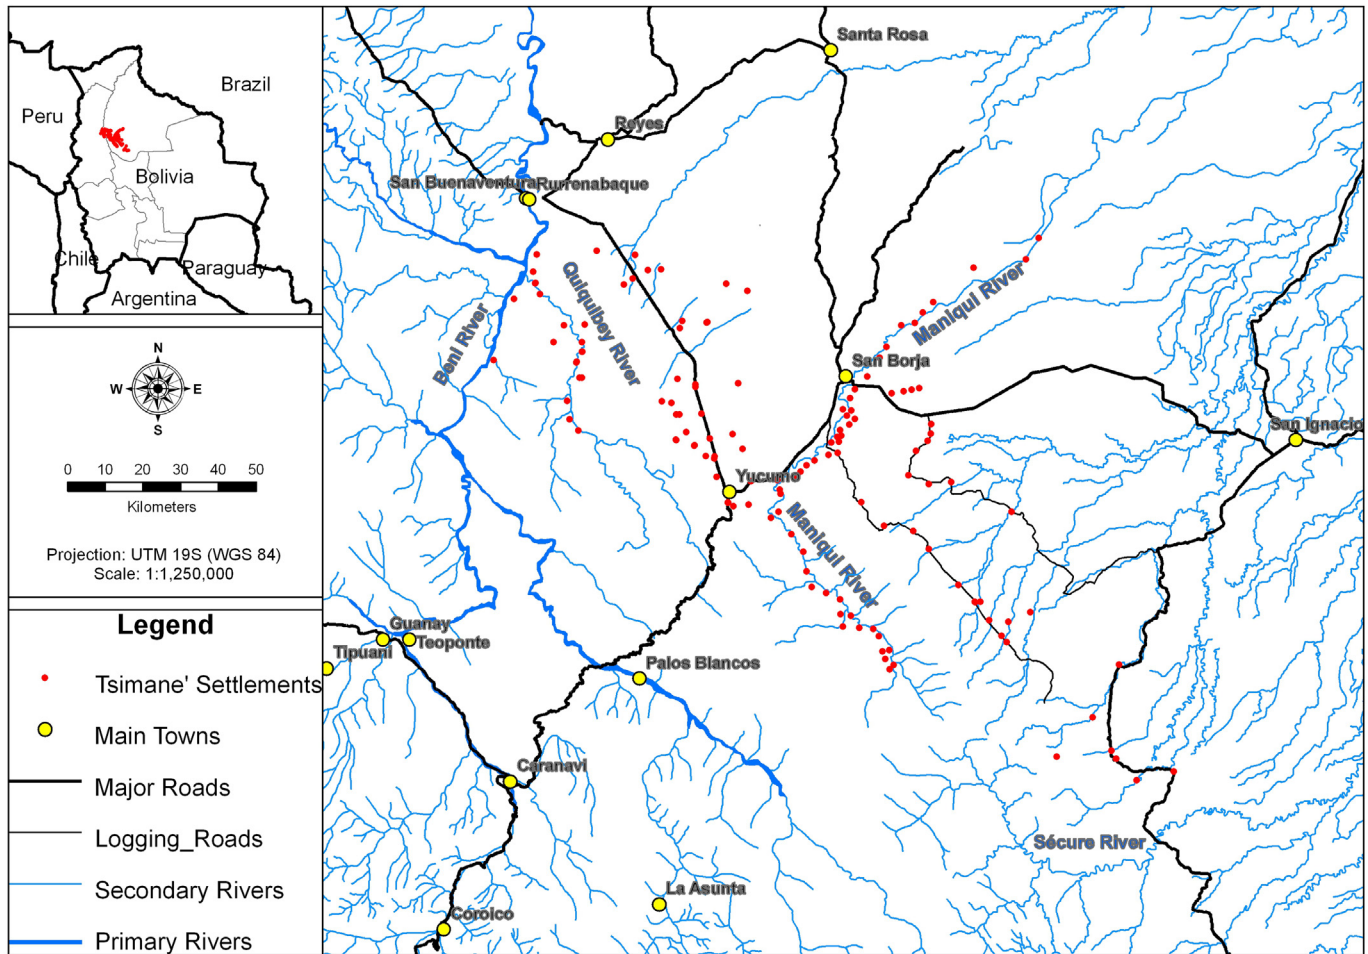 Brazil
Peru
Bolivia
Chile
Paraguay
Argentina
N
W E
S
0 10 20 30 40 50
Kilometers
Projection: UTM 19S (WGS 84)
Scale: 1:1,250,000
Legend
Tsimane' Settlements
Main Towns
Major Roads
Logging_Roads
Secondary Rivers
Primary Rivers
Santa Rosa
Reyes
San Buenaventura
Rurrenabaque
Quiquibey River
Beni River
Maniqui River
San Borja
San Ignacio
Yucumo
Maniqui River
Guanay
Teoponte
Tipuani
Palos Blancos
Caranavi
Sécure River
La Asunta
Coroico